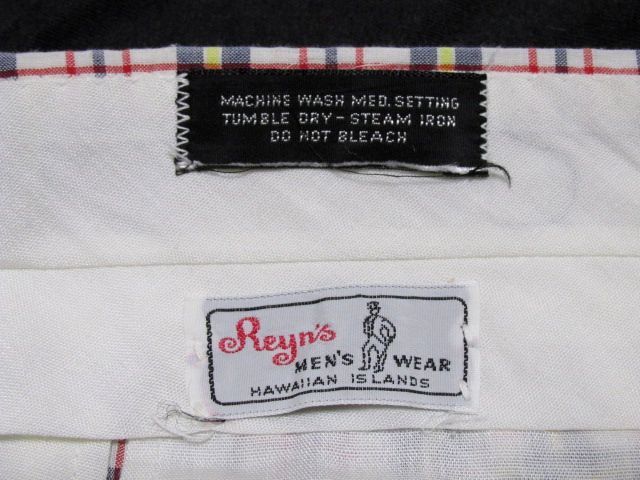 MACHINE WASH MED. SETTING
TUMBLE DRY - STEAM IRON
DO NOT BLEACH
Reyn's
MEN'S WEAR
HAWAIIAN ISLANDS